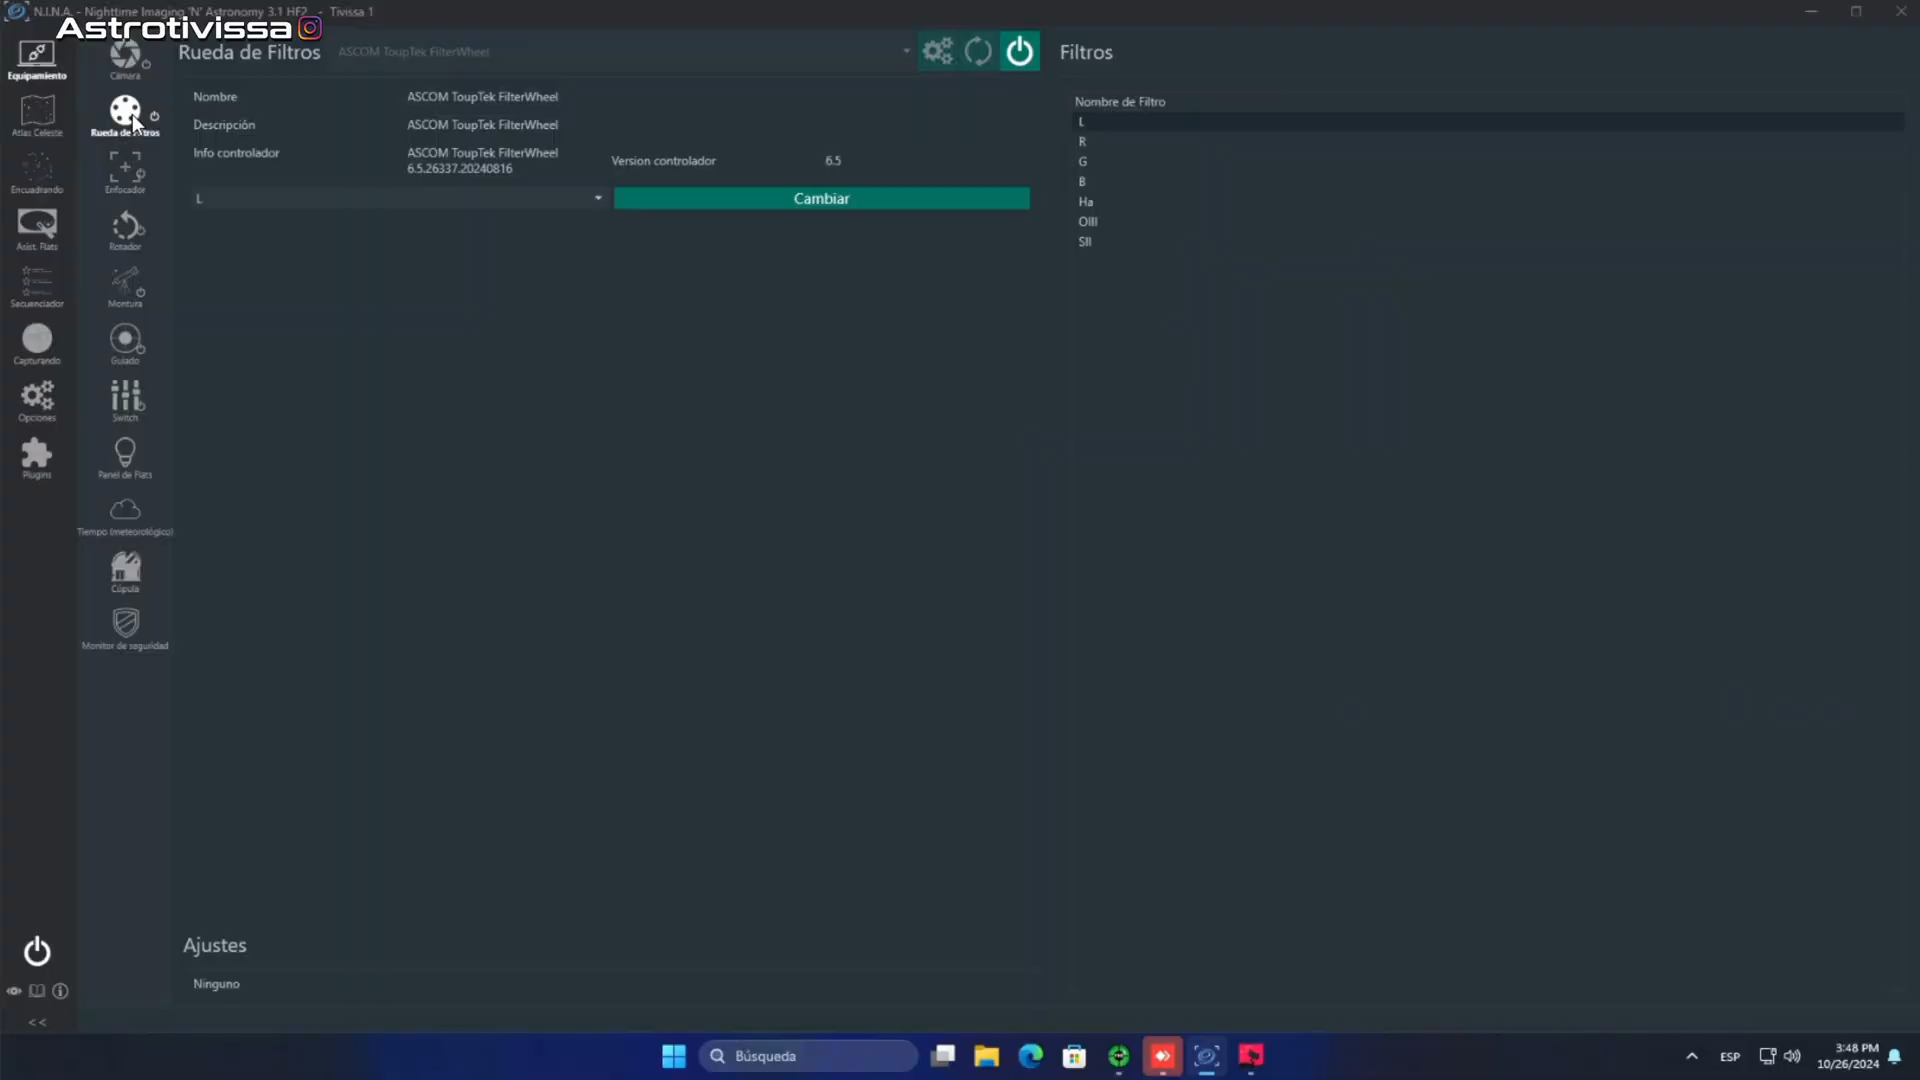 N.I.N.A. - Nighttime Imaging 'N' Astronomy 3.1 HF2 - Tivissa 1
Astrotivissa
Equipamiento
Atlas Celeste
Encuadrando
Asist. Flats
Secuenciador
Capturando
Opciones
Plugins
<<
Cámara
Rueda de Filtros
Enfocador
Rotador
Montura
Guiado
Switch
Panel de Flats
Tiempo (meteorológico)
Cúpula
Monitor de seguridad
Rueda de Filtros ASCOM ToupTek FilterWheel
Nombre ASCOM ToupTek FilterWheel
Descripción ASCOM ToupTek FilterWheel
Info controlador ASCOM ToupTek FilterWheel
6.5.26337.20240816
Version controlador 6.5
L
Cambiar
Ajustes
Ninguno
Filtros
Nombre de Filtro
L
R
G
B
Ha
OIII
SII
Búsqueda
ESP
3:48 PM
10/26/2024